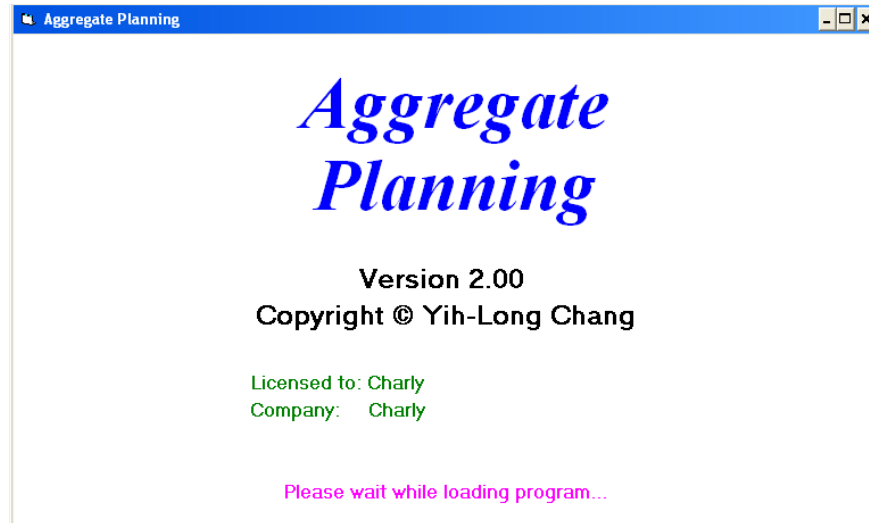 Aggregate Planning
Aggregate
Planning
Version 2.00
Copyright © Yih-Long Chang
Licensed to: Charly
Company: Charly
Please wait while loading program...